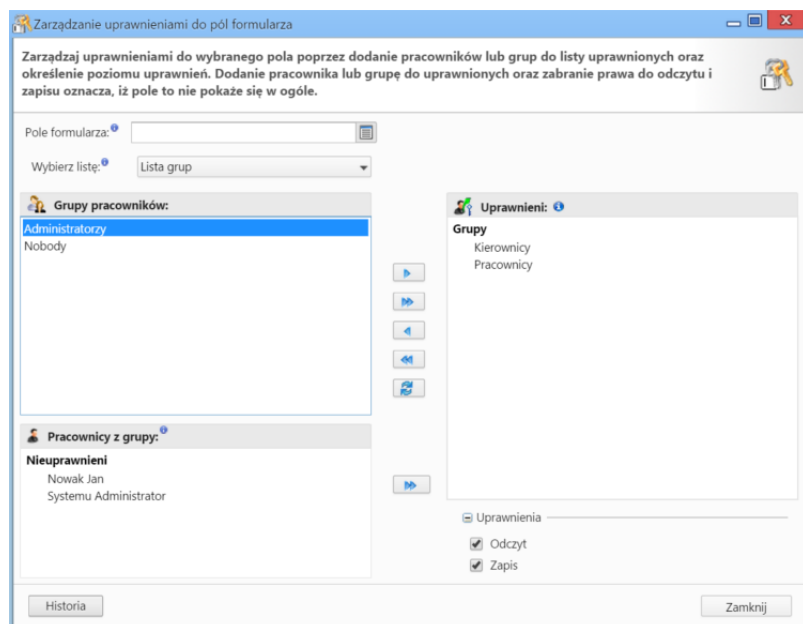 Zarządzanie uprawnieniami do pól formularza
Zarządzaj uprawnieniami do wybranego pola poprzez dodanie pracowników lub grup do listy uprawnionych oraz
określenie poziomu uprawnień. Dodanie pracownika lub grupę do uprawnionych oraz zabranie prawa do odczytu i
zapisu oznacza, iż pole to nie pokaże się w ogóle.
Pole formularza:
Wybierz listę:
Lista grup
Grupy pracowników:
Administratorzy
Nobody
Uprawnieni:
Grupy
Kierownicy
Pracownicy
Pracownicy z grupy:
Nieuprawnieni
Nowak Jan
Systemu Administrator
Uprawnienia
Odczyt
Zapis
Historia
Zamknij